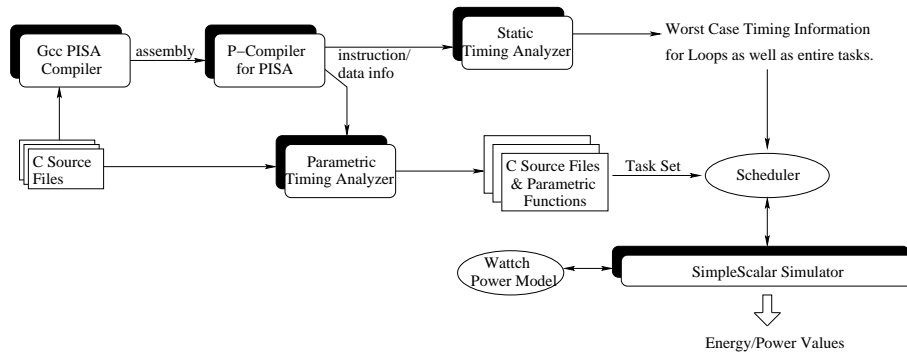 Gcc PISA
Compiler
assembly
P−Compiler
for PISA
instruction/
data info
Static
Timing Analyzer
Worst Case Timing Information
for Loops as well as entire tasks.
C Source
Files
Parametric
Timing Analyzer
C Source Files
& Parametric
Functions
Task Set
Scheduler
Wattch
Power Model
SimpleScalar Simulator
Energy/Power Values